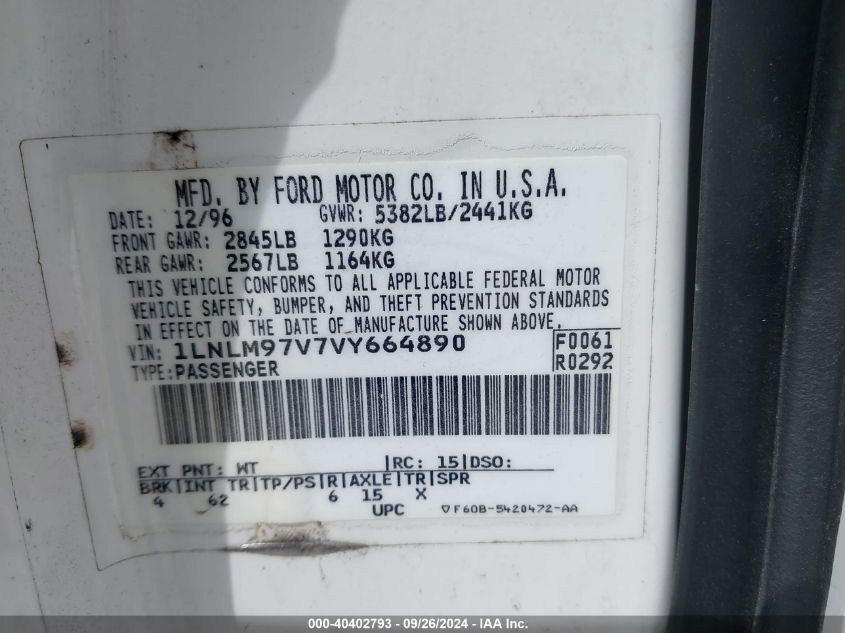 MFD. BY FORD MOTOR CO. IN U.S.A.
DATE: 12/96 GVWR: 5382LB/2441KG
FRONT GAWR: 2845LB 1290KG
REAR GAWR: 2567LB 1164KG
THIS VEHICLE CONFORMS TO ALL APPLICABLE FEDERAL MOTOR
VEHICLE SAFETY, BUMPER, AND THEFT PREVENTION STANDARDS
IN EFFECT ON THE DATE OF MANUFACTURE SHOWN ABOVE.
VIN: 1LNLM97V7VY664890 F0061
TYPE: PASSENGER R0292
EXT PNT: WT RC: 15 DSO:
BRK INT TR TP/PS R AXLE TR SPR
4 62 6 15 X
UPC F60B-5420472-AA
000-40402793 - 09/26/2024 - IAA Inc.